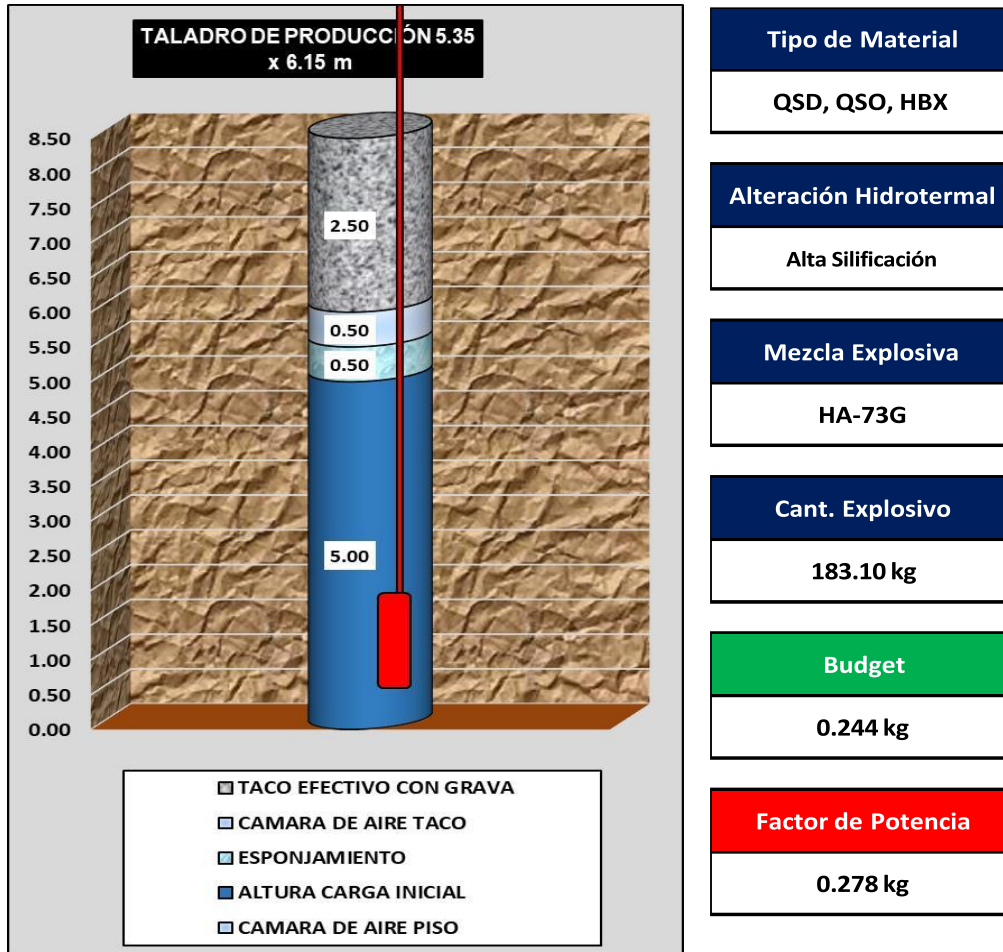 TALADRO DE PRODUCCIÓN 5.35
x 6.15 m
8.50
8.00
7.50
7.00
6.50
6.00
5.50
5.00
4.50
4.00
3.50
3.00
2.50
2.00
1.50
1.00
0.50
0.00
2.50
0.50
0.50
5.00
TACO EFECTIVO CON GRAVA
CAMARA DE AIRE TACO
ESPONJAMIENTO
ALTURA CARGA INICIAL
CAMARA DE AIRE PISO
Tipo de Material
QSD, QSO, HBX
Alteración Hidrotermal
Alta Silificación
Mezcla Explosiva
HA-73G
Cant. Explosivo
183.10 kg
Budget
0.244 kg
Factor de Potencia
0.278 kg